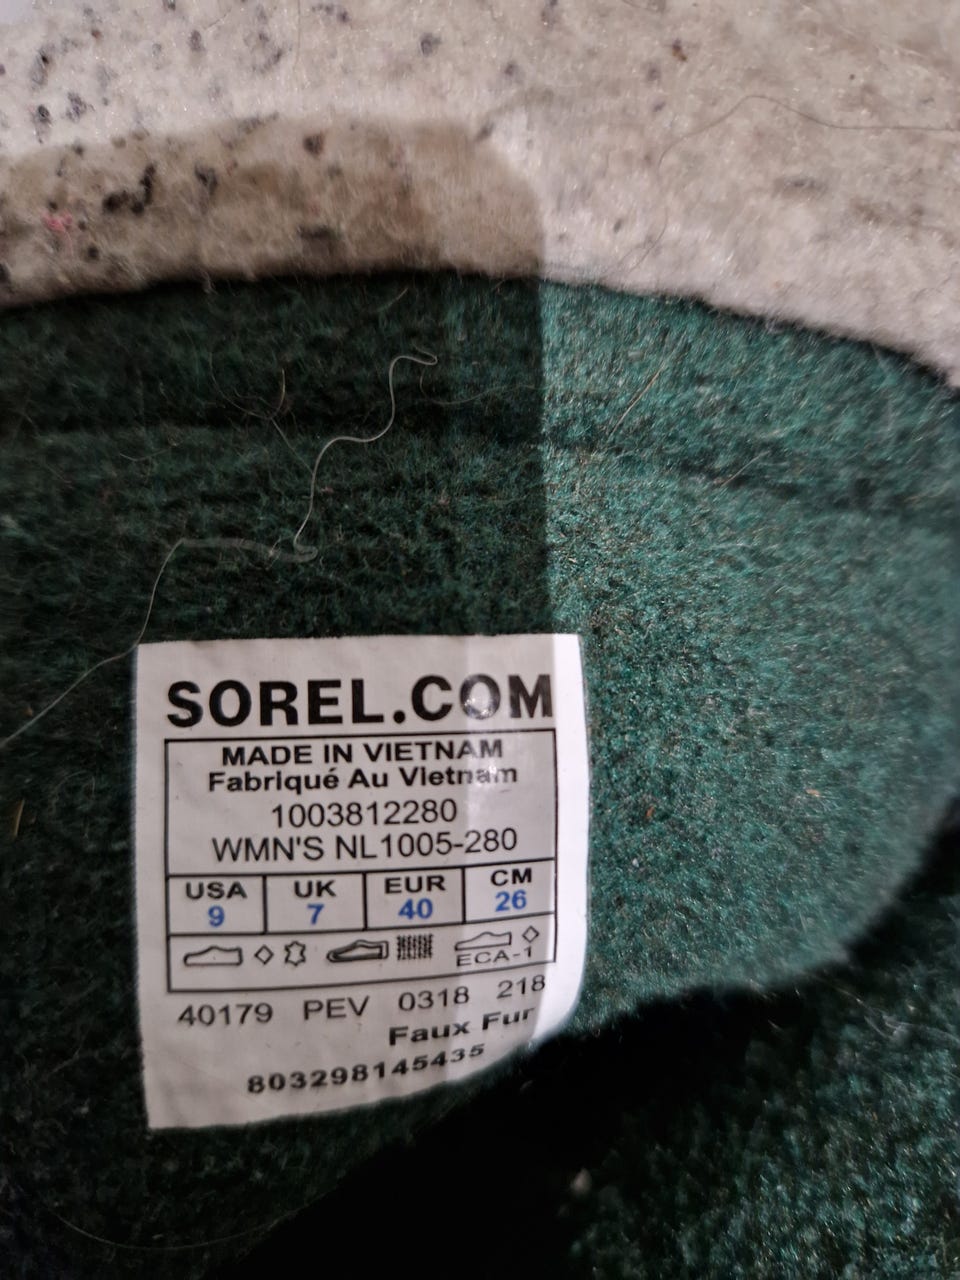 SOREL.COM
MADE IN VIETNAM
Fabriqué Au Vietnam
1003812280
WMN'S NL1005-280
USA UK EUR CM
9 7 40 26
ECA-1
40179 PEV 0318 218
Faux Fur
803298145435